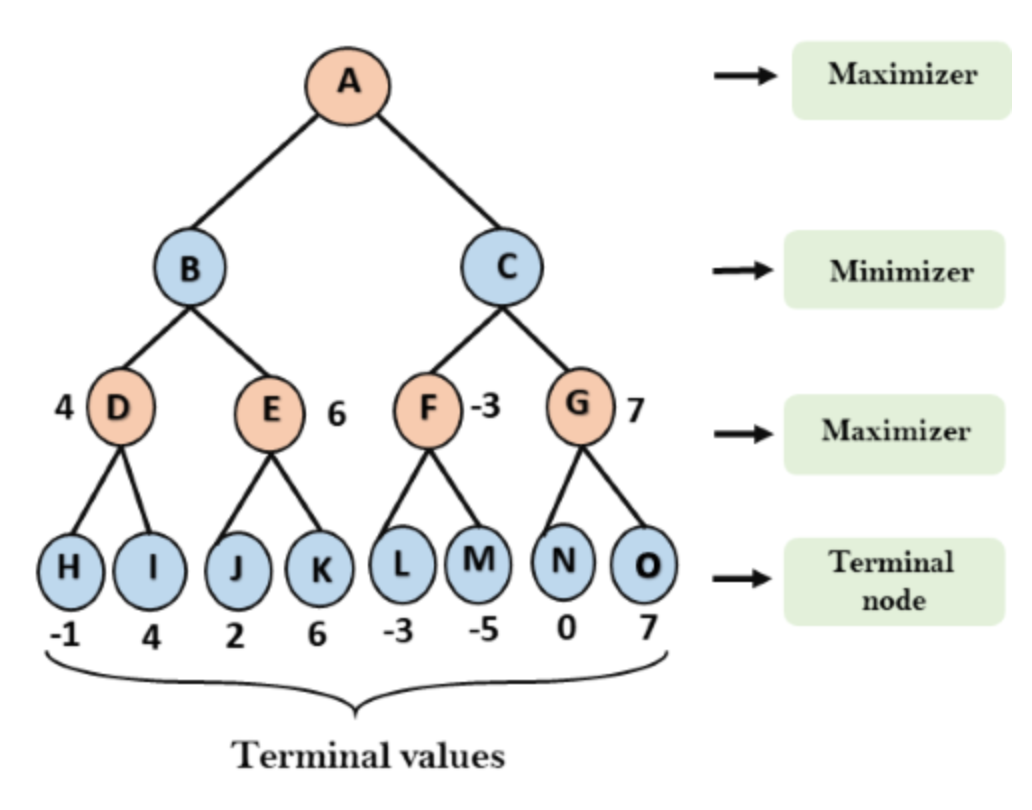 A
Maximizer
B
C
Minimizer
4 D
E 6
F -3
G 7
Maximizer
H I J K L M N O
Terminal
node
-1 4 2 6 -3 -5 0 7
Terminal values